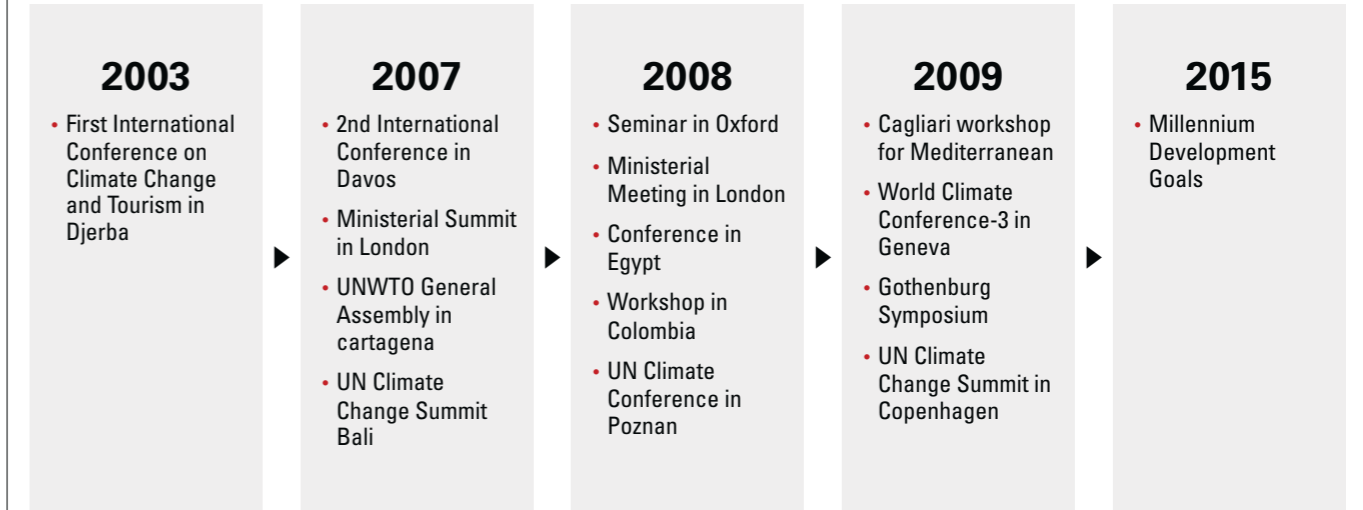 2003
• First International
Conference on
Climate Change
and Tourism in
Djerba
2007
• 2nd International
Conference in
Davos
• Ministerial Summit
in London
• UNWTO General
Assembly in
cartagena
• UN Climate
Change Summit
Bali
2008
• Seminar in Oxford
• Ministerial
Meeting in London
• Conference in
Egypt
• Workshop in
Colombia
• UN Climate
Conference in
Poznan
2009
• Cagliari workshop
for Mediterranean
• World Climate
Conference-3 in
Geneva
• Gothenburg
Symposium
• UN Climate
Change Summit in
Copenhagen
2015
• Millennium
Development
Goals